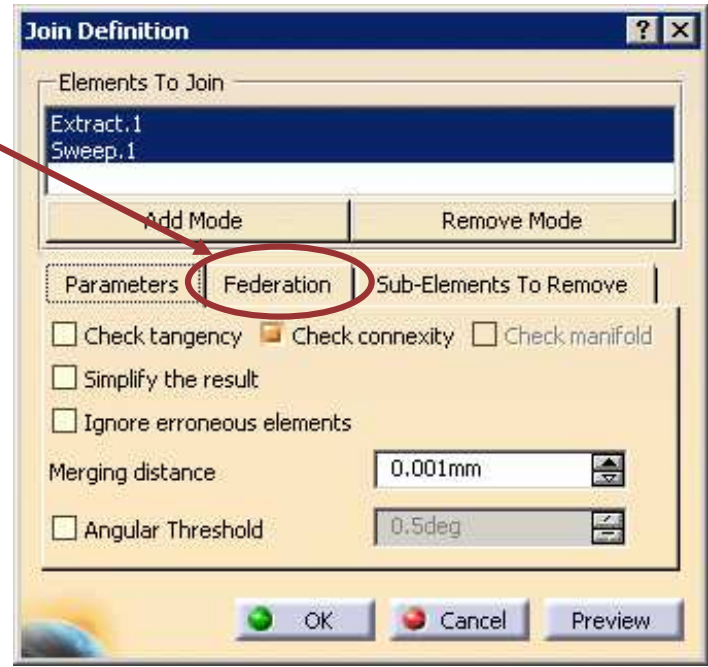 Join Definition
Elements To Join
Extract.1
Sweep.1
Add Mode Remove Mode
Parameters Federation Sub-Elements To Remove
Check tangency Check connexity Check manifold
Simplify the result
Ignore erroneous elements
Merging distance 0.001mm
Angular Threshold 0.5deg
OK Cancel Preview